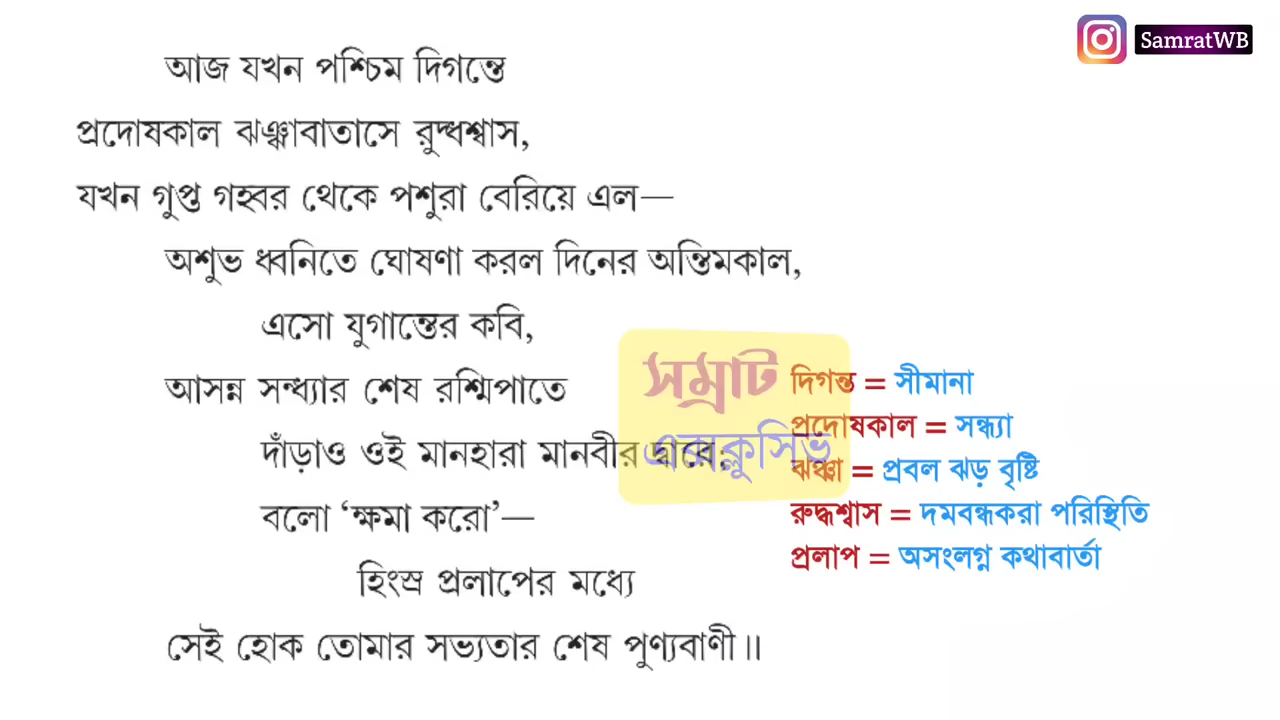 SamratWB
আজ যখন পশ্চিম দিগন্তে
প্রদোষকাল ঝঞ্ঝাবাতাসে রুদ্ধশ্বাস,
যখন গুপ্ত গহ্বর থেকে পশুরা বেরিয়ে এল—
অশুভ ধ্বনিতে ঘোষণা করল দিনের অন্তিমকাল,
এসো যুগান্তের কবি,
আসন্ন সন্ধ্যার শেষ রশ্মিপাতে
দাঁড়াও ওই মানহারা মানবীর দ্বারে;
বলো ‘ক্ষমা করো’—
হিংস্র প্রলাপের মধ্যে
সেই হোক তোমার সভ্যতার শেষ পুণ্যবাণী॥
সম্রাট
এক্সক্লুসিভ
দিগন্ত = সীমানা
প্রদোষকাল = সন্ধ্যা
ঝঞ্ঝা = প্রবল ঝড় বৃষ্টি
রুদ্ধশ্বাস = দমবন্ধকরা পরিস্থিতি
প্রলাপ = অসংলগ্ন কথাবার্তা